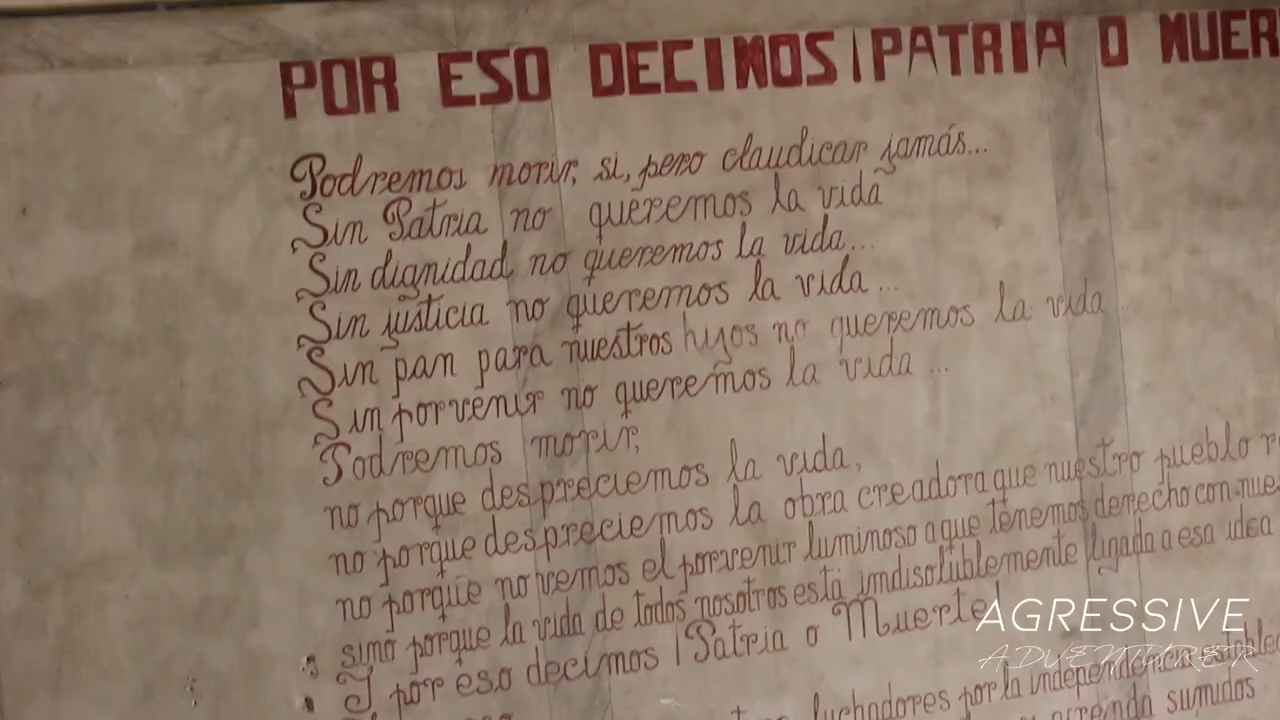 POR ESO DECIMOS ¡PATRIA O MUER
Podremos morir, si, pero claudicar jamás...
Sin Patria no queremos la vida
Sin dignidad no queremos la vida...
Sin justicia no queremos la vida...
Sin pan para nuestros hijos no queremos la vida
Sin porvenir no queremos la vida...
Podremos morir,
no porque despreciemos la vida,
no porque despreciemos la obra creadora que nuestro pueblo r
no porque no vemos el porvenir luminoso a que tenemos derecho con nues
sino porque la vida de todos nosotros está indisolublemente ligada a esa idea
Y por eso decimos ¡Patria o Muerte!
luchadores por la independencia
sumidos
AGRESSIVE
ADVENTURER